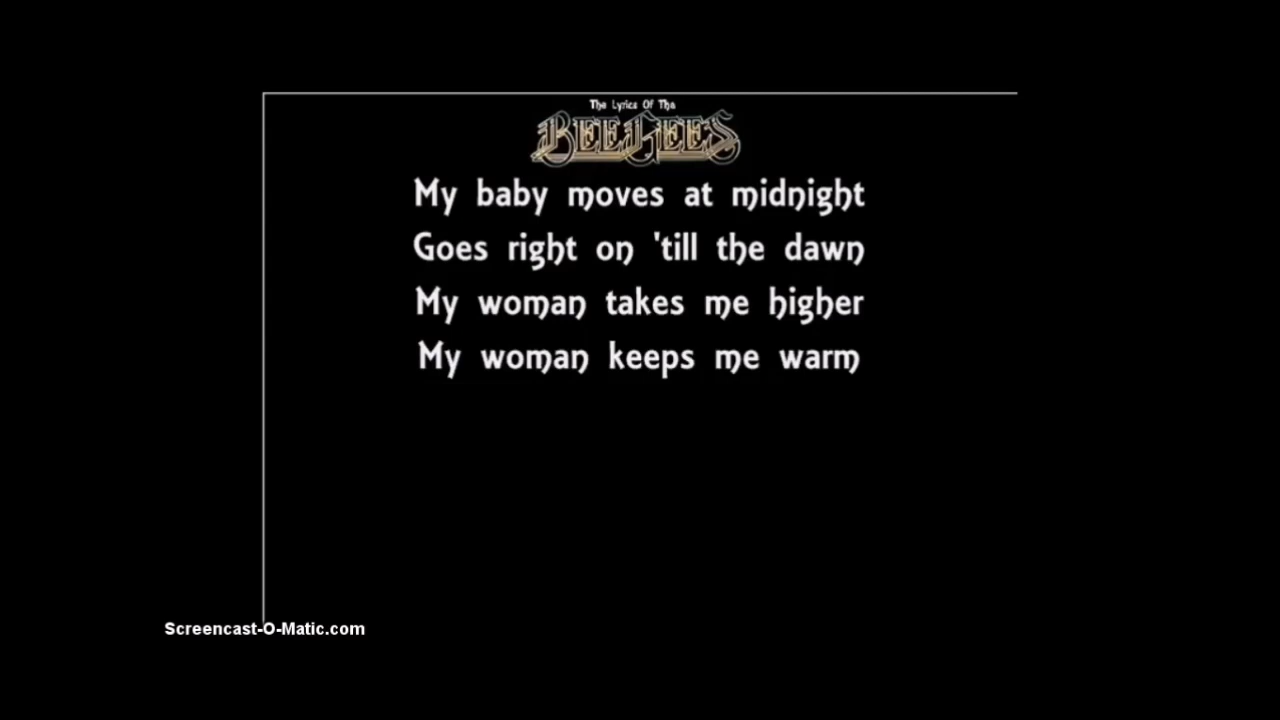 The Lyrics Of Tha
BEE GEES
My baby moves at midnight
Goes right on 'till the dawn
My woman takes me higher
My woman keeps me warm
Screencast-O-Matic.com